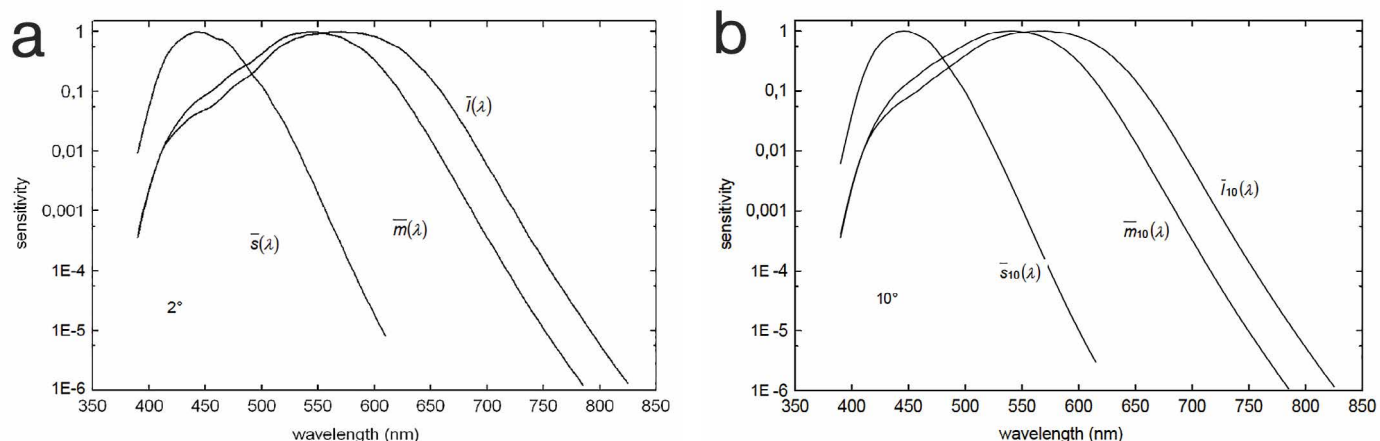 a
sensitivity
1
0,1
0,01
0,001
1E-4
1E-5
1E-6
350 400 450 500 550 600 650 700 750 800 850
wavelength (nm)
2°
s̅(λ)
m̅(λ)
l̅(λ)
b
sensitivity
1
0,1
0,01
0,001
1E-4
1E-5
1E-6
350 400 450 500 550 600 650 700 750 800 850
wavelength (nm)
10°
s̅₁₀(λ)
m̅₁₀(λ)
l̅₁₀(λ)